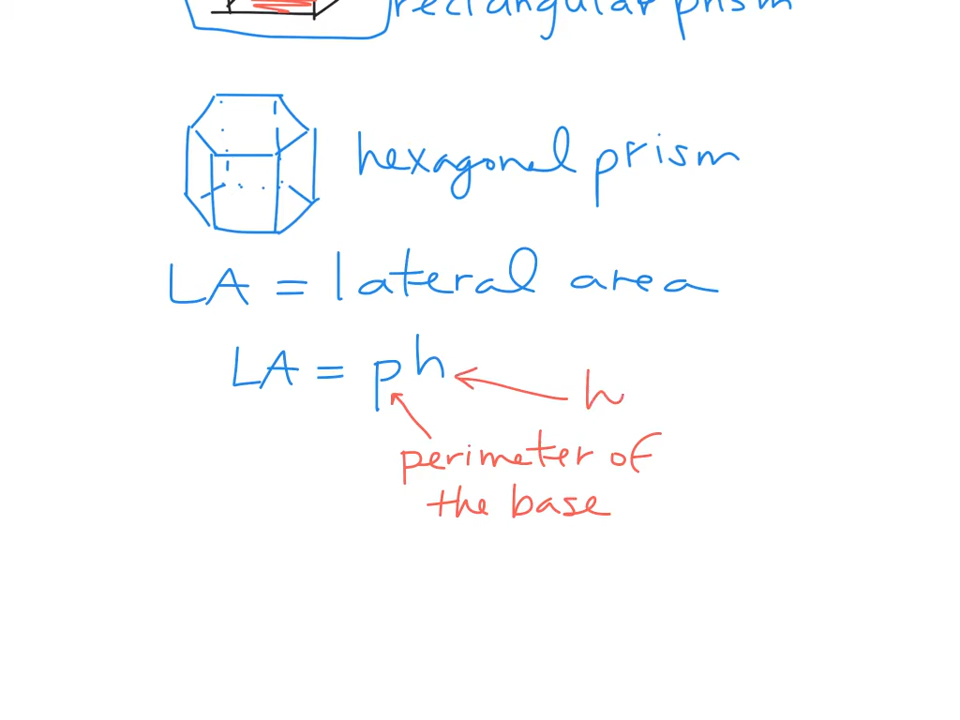 rectangular prism
hexagonal prism
LA = lateral area
LA = ph
h
perimeter of
the base